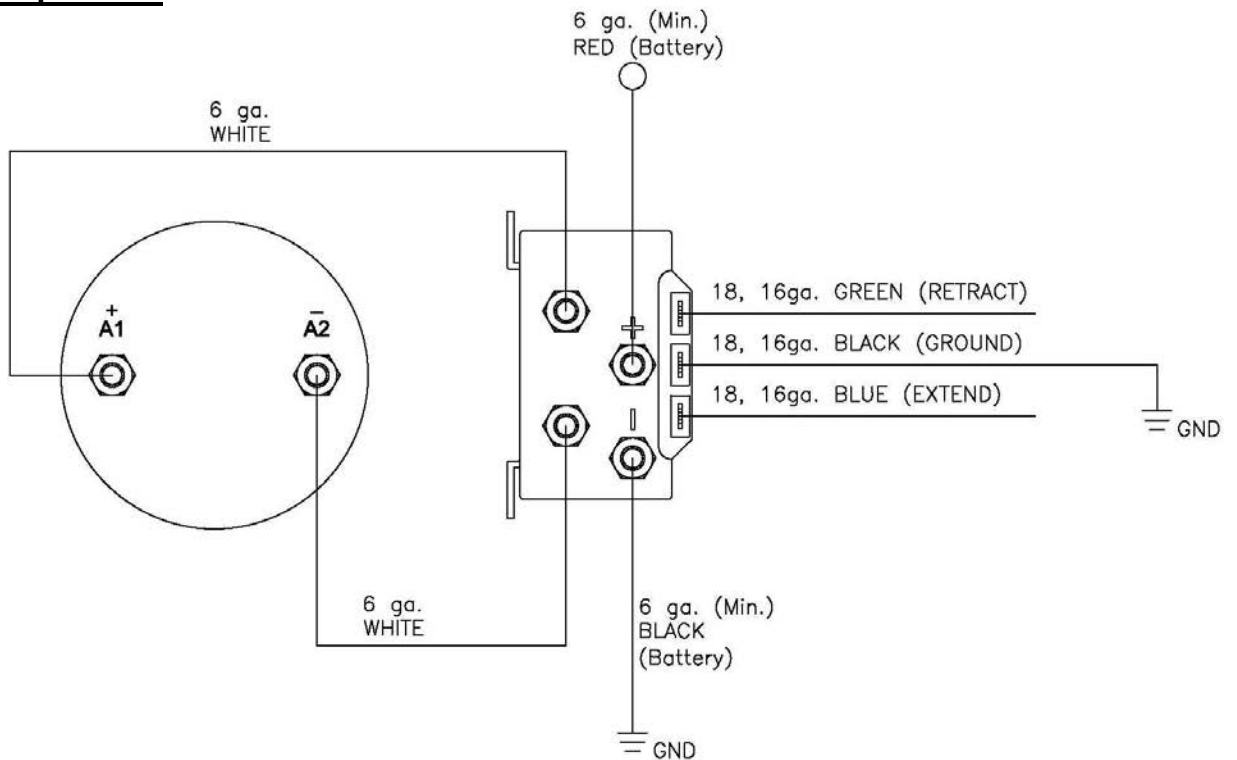 6 ga. (Min.)
RED (Battery)
6 ga.
WHITE
+
A1
−
A2
+
−
18, 16ga. GREEN (RETRACT)
18, 16ga. BLACK (GROUND)
18, 16ga. BLUE (EXTEND)
GND
6 ga.
WHITE
6 ga. (Min.)
BLACK
(Battery)
GND